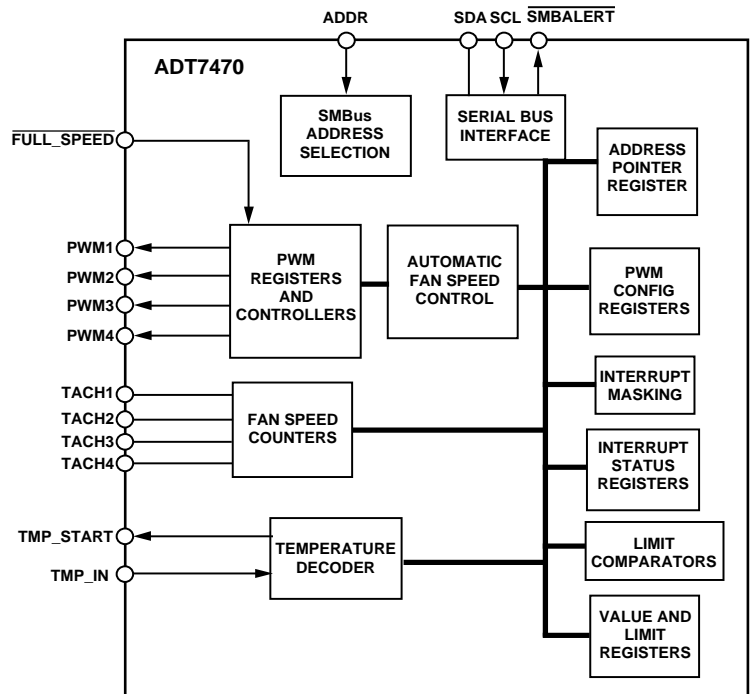 ADDR
SDA SCL SMBALERT
ADT7470
SMBus
ADDRESS
SELECTION
SERIAL BUS
INTERFACE
FULL_SPEED
ADDRESS
POINTER
REGISTER
PWM1
PWM2
PWM3
PWM4
PWM
REGISTERS
AND
CONTROLLERS
AUTOMATIC
FAN SPEED
CONTROL
PWM
CONFIG
REGISTERS
TACH1
TACH2
TACH3
TACH4
FAN SPEED
COUNTERS
INTERRUPT
MASKING
INTERRUPT
STATUS
REGISTERS
TMP_START
TMP_IN
TEMPERATURE
DECODER
LIMIT
COMPARATORS
VALUE AND
LIMIT
REGISTERS